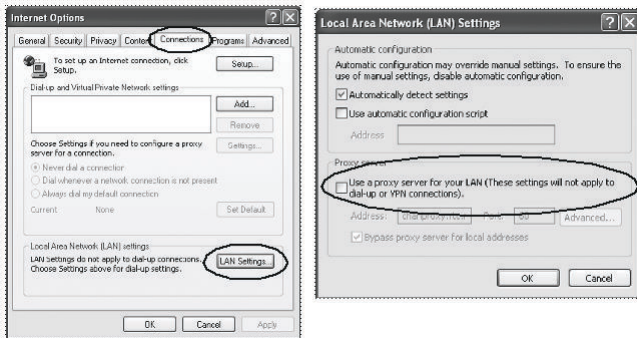 Internet Options
General Security Privacy Content Connections Programs Advanced
To set up an Internet connection, click
Setup.
Setup...
Dial-up and Virtual Private Network settings
Add...
Remove
Choose Settings if you need to configure a proxy
server for a connection.
Settings...
Never dial a connection
Dial whenever a network connection is not present
Always dial my default connection
Current None
Set Default
Local Area Network (LAN) settings
LAN Settings do not apply to dial-up connections.
Choose Settings above for dial-up settings.
LAN Settings...
OK Cancel Apply
Local Area Network (LAN) Settings
Automatic configuration
Automatic configuration may override manual settings. To ensure the
use of manual settings, disable automatic configuration.
Automatically detect settings
Use automatic configuration script
Address
Proxy server
Use a proxy server for your LAN (These settings will not apply to
dial-up or VPN connections).
Address: Port: 80 Advanced...
Bypass proxy server for local addresses
OK Cancel